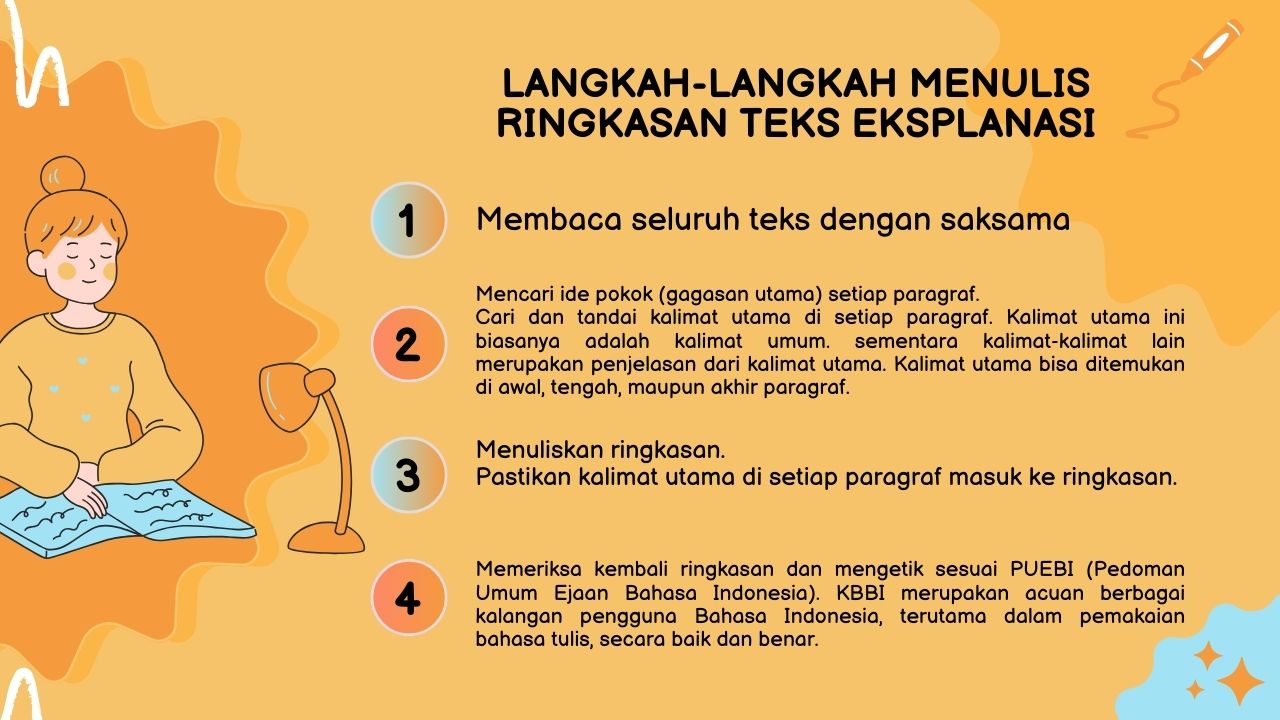 LANGKAH-LANGKAH MENULIS
RINGKASAN TEKS EKSPLANASI
1
Membaca seluruh teks dengan saksama
2
Mencari ide pokok (gagasan utama) setiap paragraf.
Cari dan tandai kalimat utama di setiap paragraf. Kalimat utama ini
biasanya adalah kalimat umum. sementara kalimat-kalimat lain
merupakan penjelasan dari kalimat utama. Kalimat utama bisa ditemukan
di awal, tengah, maupun akhir paragraf.
3
Menuliskan ringkasan.
Pastikan kalimat utama di setiap paragraf masuk ke ringkasan.
4
Memeriksa kembali ringkasan dan mengetik sesuai PUEBI (Pedoman
Umum Ejaan Bahasa Indonesia). KBBI merupakan acuan berbagai
kalangan pengguna Bahasa Indonesia, terutama dalam pemakaian
bahasa tulis, secara baik dan benar.